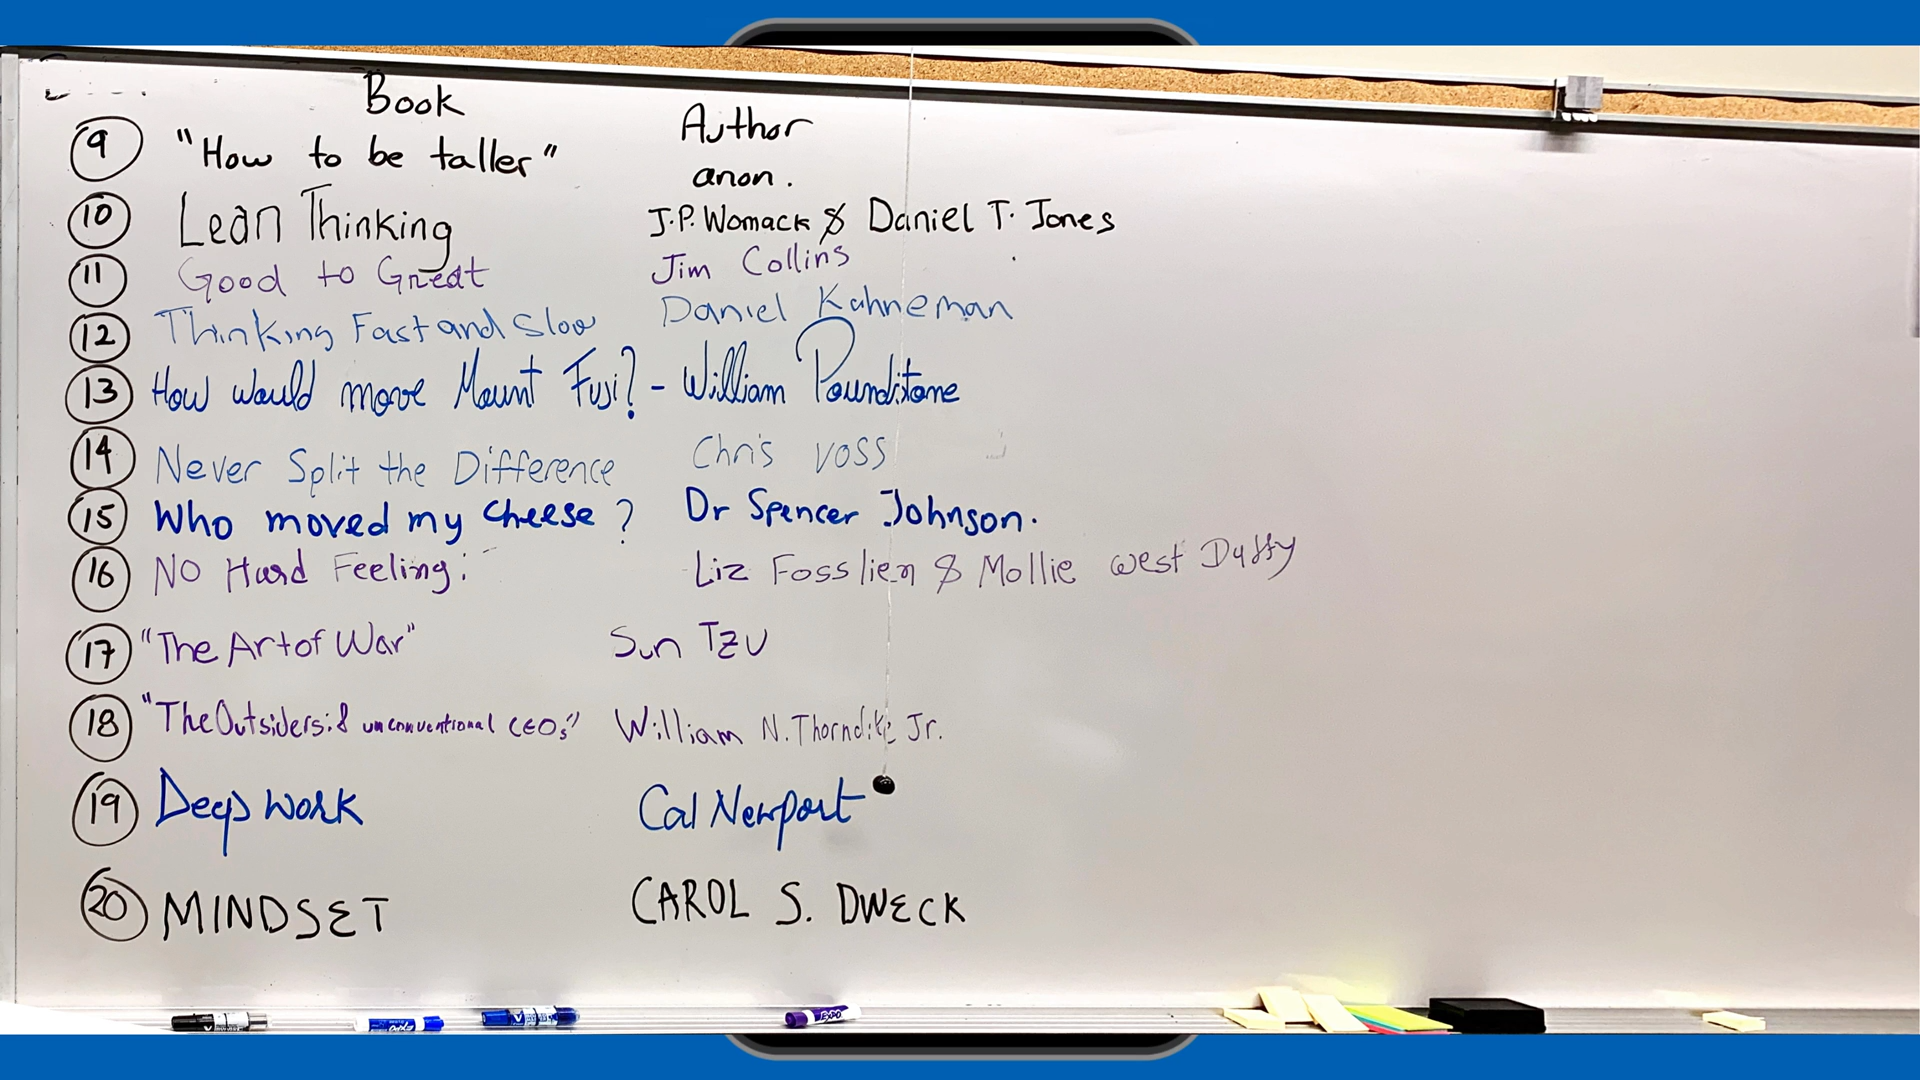 Book Author
9 "How to be taller" anon.
10 Lean Thinking J.P. Womack & Daniel T. Jones
11 Good to Great Jim Collins
12 Thinking Fast and Slow Daniel Kahneman
13 How would move Mount Fuji? - William Poundstone
14 Never Split the Difference Chris Voss
15 Who moved my cheese? Dr Spencer Johnson.
16 NO Hard Feeling: Liz Fosslien & Mollie west Duffy
17 "The Art of War" Sun Tzu
18 "The Outsiders: 8 unconventional CEOs" William N. Thorndike Jr.
19 Deep Work Cal Newport
20 MINDSET CAROL S. DWECK
EXPO
EXPO